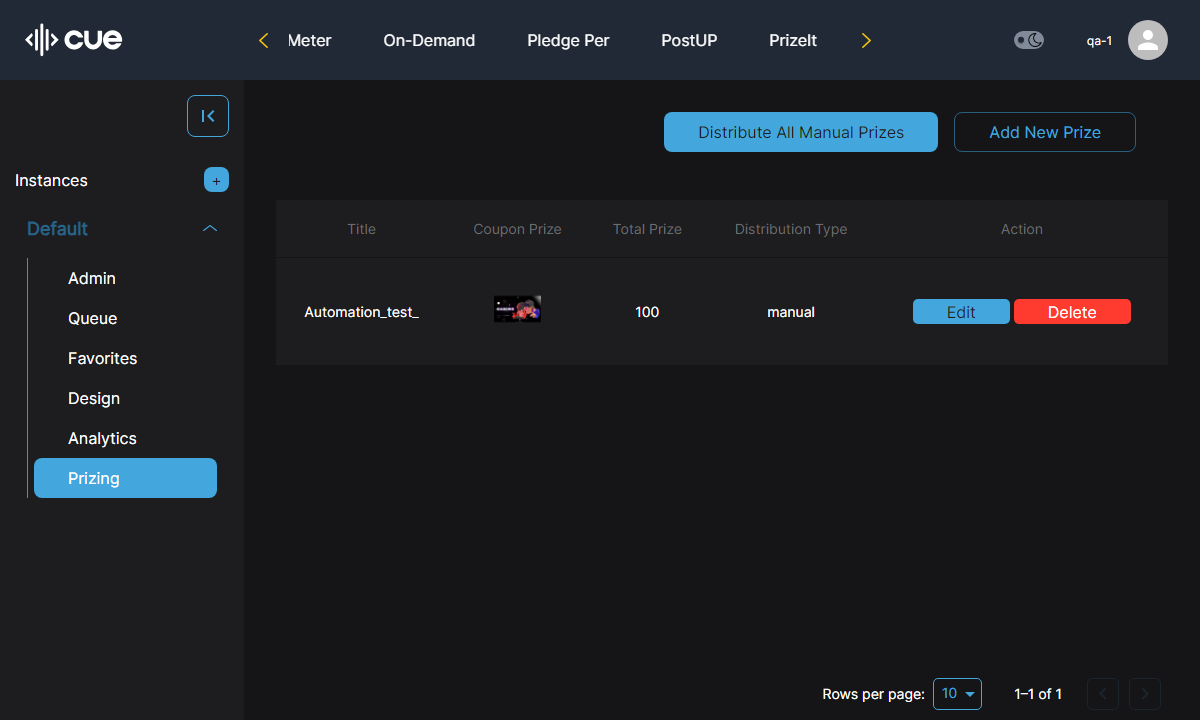 cue
Meter On-Demand Pledge Per PostUP PrizeIt
qa-1
Distribute All Manual Prizes Add New Prize
Instances +
Default
Admin
Queue
Favorites
Design
Analytics
Prizing
Title Coupon Prize Total Prize Distribution Type Action
Automation_test_ 100 manual Edit Delete
Rows per page: 10 1–1 of 1